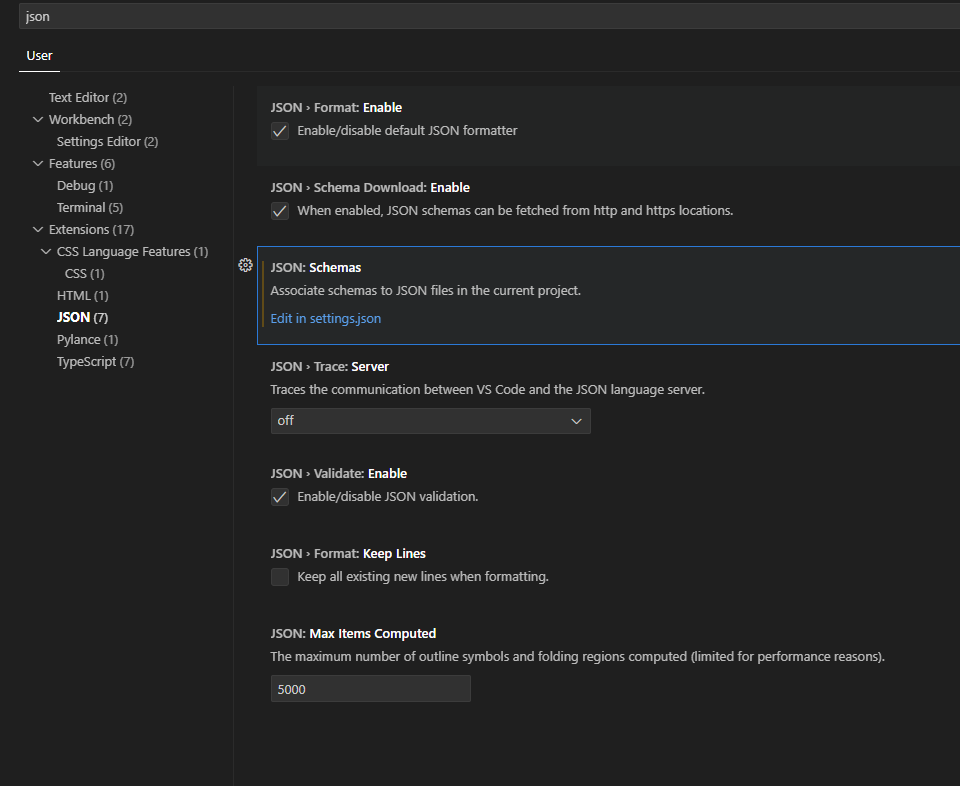 json
User
Text Editor (2)
Workbench (2)
Settings Editor (2)
Features (6)
Debug (1)
Terminal (5)
Extensions (17)
CSS Language Features (1)
CSS (1)
HTML (1)
JSON (7)
Pylance (1)
TypeScript (7)
JSON › Format: Enable
Enable/disable default JSON formatter
JSON › Schema Download: Enable
When enabled, JSON schemas can be fetched from http and https locations.
JSON: Schemas
Associate schemas to JSON files in the current project.
Edit in settings.json
JSON › Trace: Server
Traces the communication between VS Code and the JSON language server.
off
JSON › Validate: Enable
Enable/disable JSON validation.
JSON › Format: Keep Lines
Keep all existing new lines when formatting.
JSON: Max Items Computed
The maximum number of outline symbols and folding regions computed (limited for performance reasons).
5000